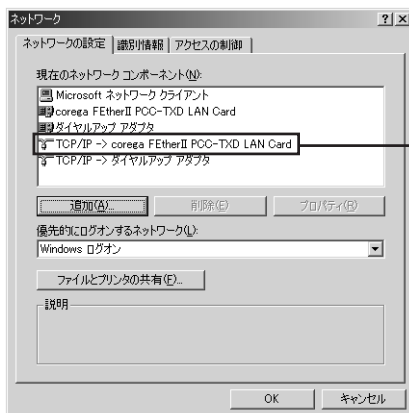 ネットワーク
ネットワークの設定 識別情報 アクセスの制御
現在のネットワーク コンポーネント(N):
Microsoft ネットワーク クライアント
corega FEtherII PCC-TXD LAN Card
ダイヤルアップ アダプタ
TCP/IP -> corega FEtherII PCC-TXD LAN Card
TCP/IP -> ダイヤルアップ アダプタ
追加(A)... 削除(E) プロパティ(R)
優先的にログオンするネットワーク(L):
Windows ログオン
ファイルとプリンタの共有(F)...
説明
OK キャンセル